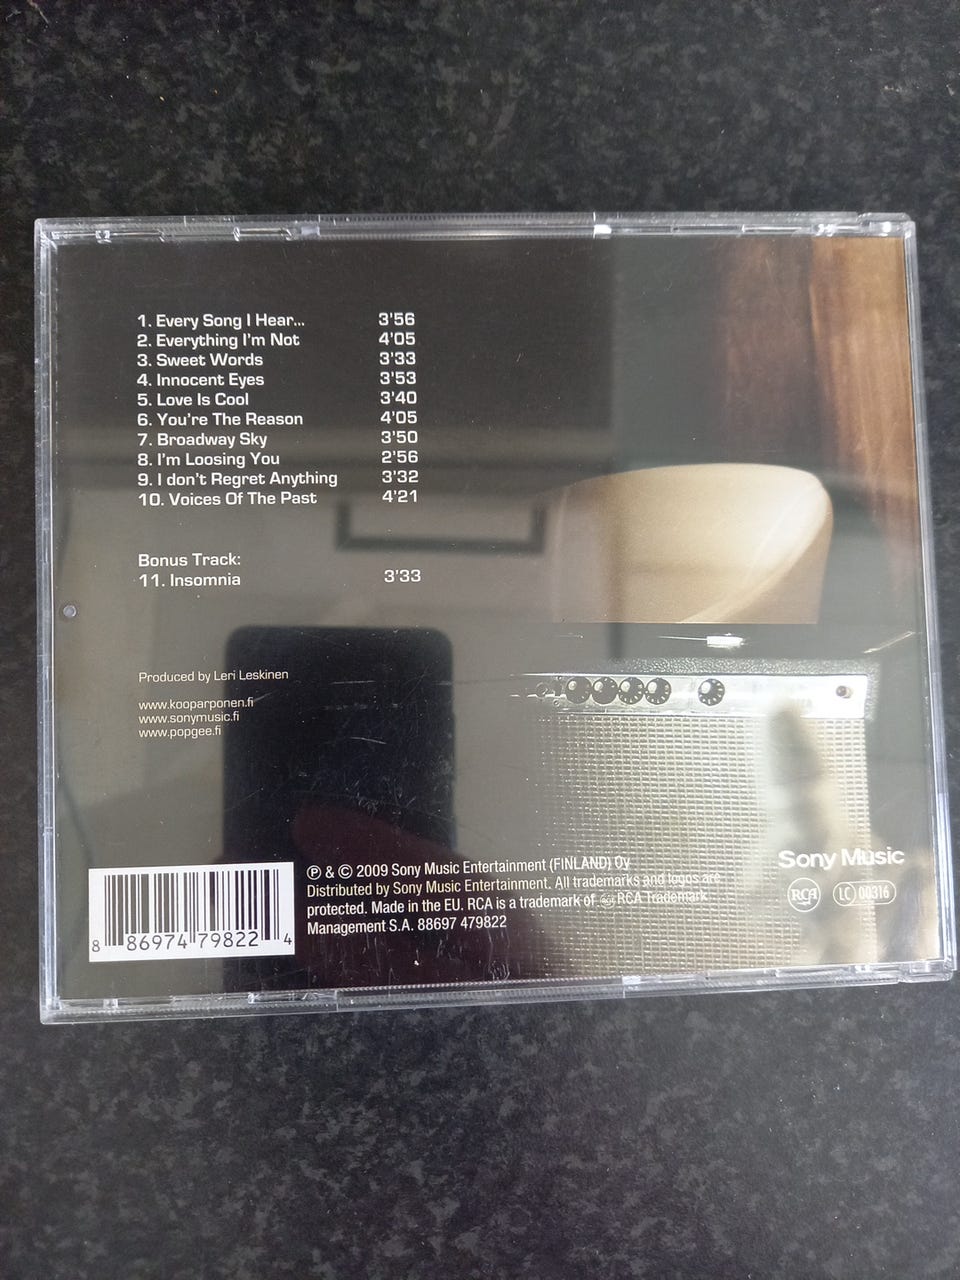 1. Every Song I Hear... 3'56
2. Everything I'm Not 4'05
3. Sweet Words 3'33
4. Innocent Eyes 3'53
5. Love Is Cool 3'40
6. You're The Reason 4'05
7. Broadway Sky 3'50
8. I'm Loosing You 2'56
9. I don't Regret Anything 3'32
10. Voices Of The Past 4'21
Bonus Track:
11. Insomnia 3'33
Produced by Leri Leskinen
www.kooparponen.fi
www.sonymusic.fi
www.popgee.fi
8 86974 79822 4
℗ & © 2009 Sony Music Entertainment (FINLAND) Oy
Distributed by Sony Music Entertainment. All trademarks and logos are
protected. Made in the EU. RCA is a trademark of RCA Trademark
Management S.A. 88697 479822
Sony Music
RCA LC 00316